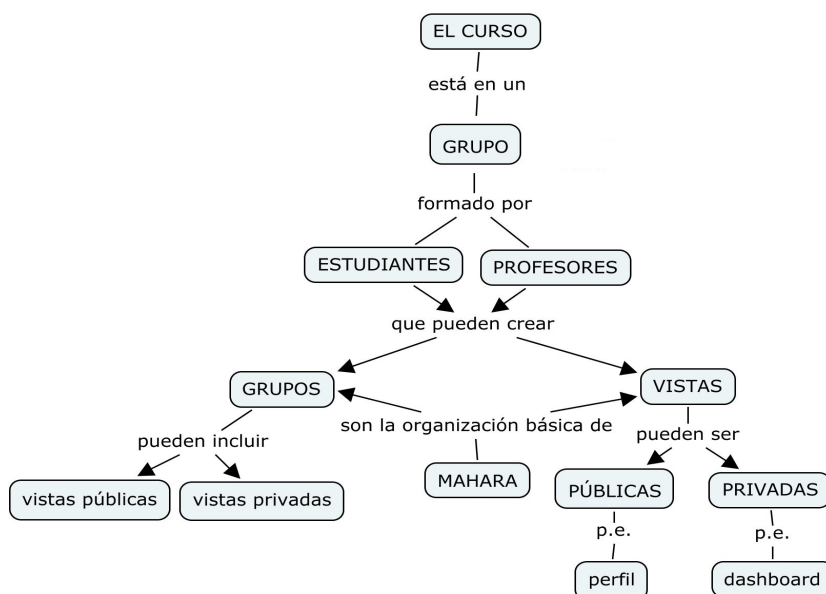 EL CURSO
está en un
GRUPO
formado por
ESTUDIANTES
PROFESORES
que pueden crear
GRUPOS
VISTAS
son la organización básica de
pueden incluir
pueden ser
MAHARA
vistas públicas
vistas privadas
PÚBLICAS
PRIVADAS
p.e.
p.e.
perfil
dashboard